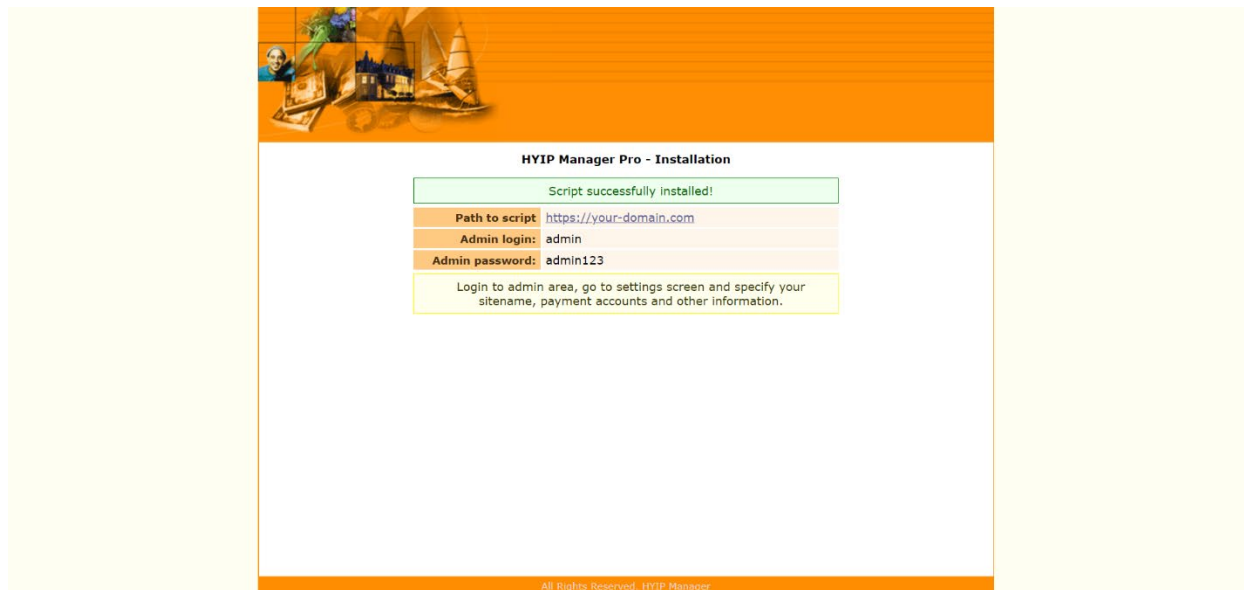 HYIP Manager Pro - Installation
Script successfully installed!
Path to script https://your-domain.com
Admin login: admin
Admin password: admin123
Login to admin area, go to settings screen and specify your
sitename, payment accounts and other information.
All Rights Reserved. HYIP Manager